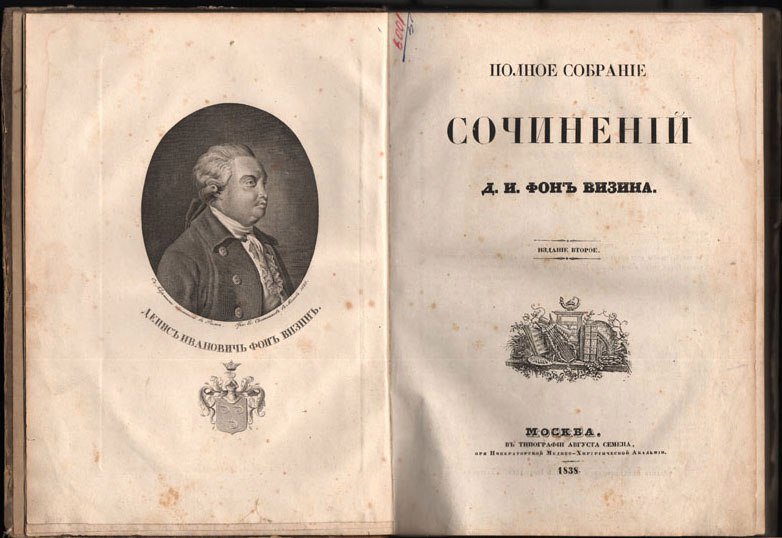 ДЕНИСЪ ИВАНОВИЧЬ ФОНЪ ВИЗИНЪ.
1009
ПОЛНОЕ СОБРАНІЕ
СОЧИНЕНІЙ
Д. И. ФОНЪ ВИЗИНА.
ИЗДАНІЕ ВТОРОЕ.
МОСКВА.
ВЪ ТИПОГРАФІИ АВГУСТА СЕМЕНА,
ПРИ ИМПЕРАТОРСКОЙ МЕДИКО-ХИРУРГИЧЕСКОЙ АКАДЕМІИ.
1838.